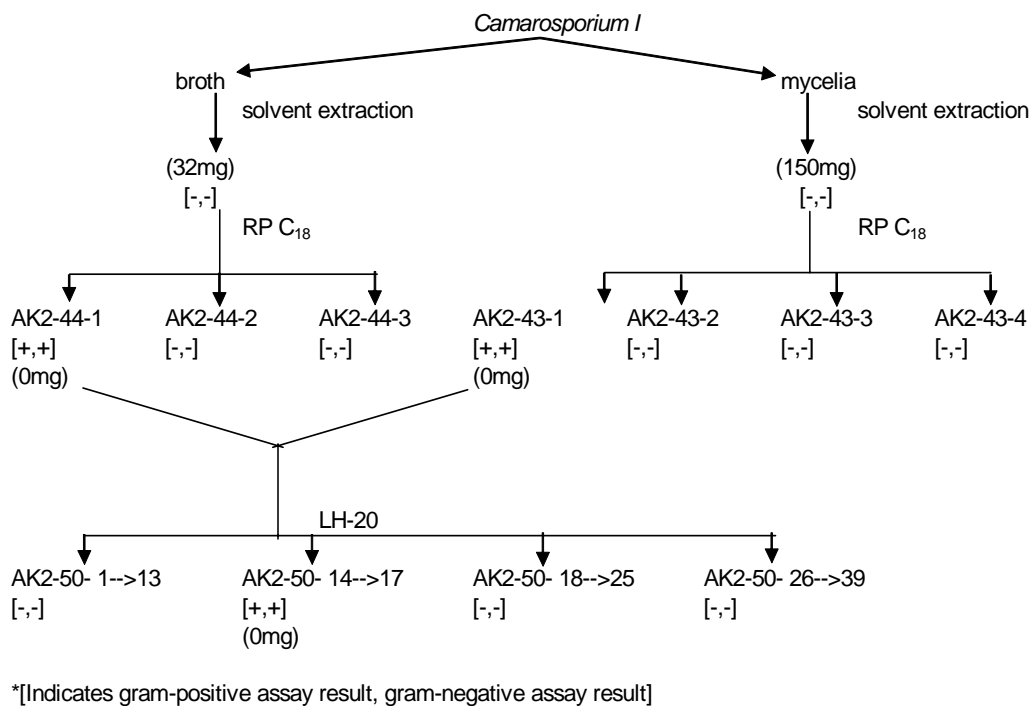 Camarosporium I
broth
mycelia
solvent extraction
solvent extraction
(32mg)
[-,-]
(150mg)
[-,-]
RP C18
RP C18
AK2-44-1
[+,+]
(0mg)
AK2-44-2
[-,-]
AK2-44-3
[-,-]
AK2-43-1
[+,+]
(0mg)
AK2-43-2
[-,-]
AK2-43-3
[-,-]
AK2-43-4
[-,-]
LH-20
AK2-50- 1-->13
[-,-]
AK2-50- 14-->17
[+,+]
(0mg)
AK2-50- 18-->25
[-,-]
AK2-50- 26-->39
[-,-]
*[Indicates gram-positive assay result, gram-negative assay result]